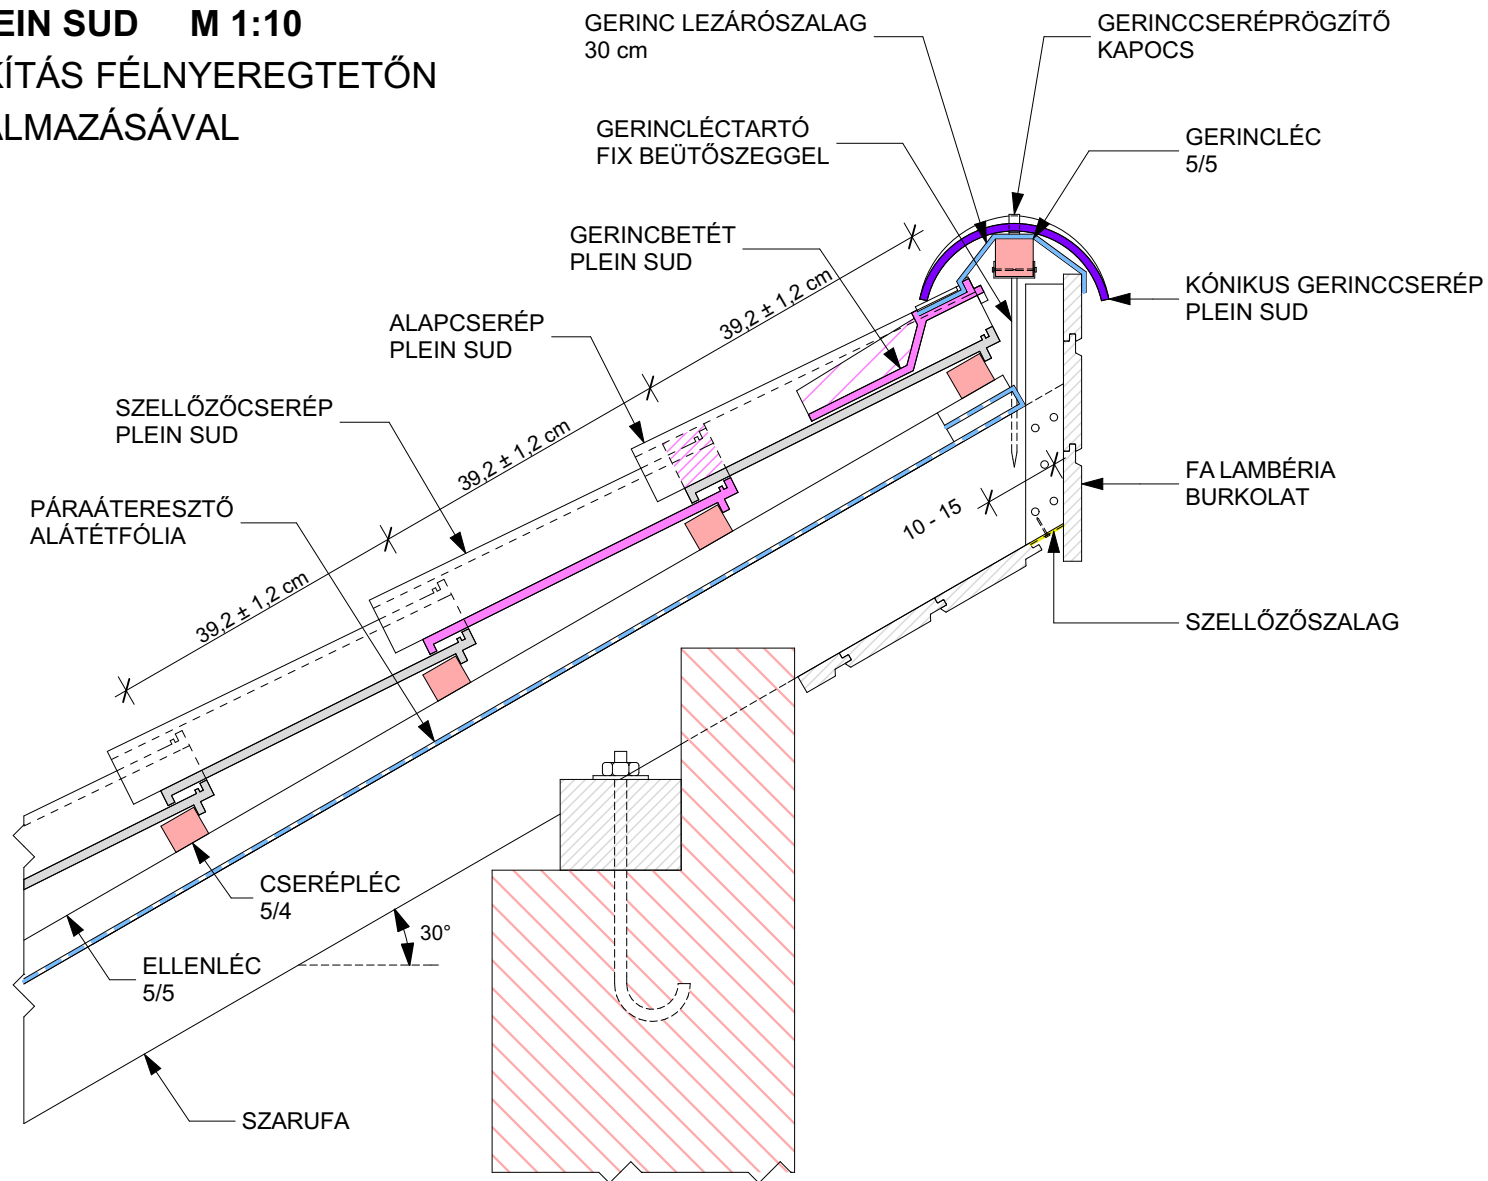 EIN SUD M 1:10
ÍTÁS FÉLNYEREGTETŐN
ALMAZÁSÁVAL
GERINC LEZÁRÓSZALAG
30 cm
GERINCCSERÉPRÖGZÍTŐ
KAPOCS
GERINCLÉCTARTÓ
FIX BEÜTŐSZEGGEL
GERINCLÉC
5/5
GERINCBETÉT
PLEIN SUD
KÓNIKUS GERINCCSERÉP
PLEIN SUD
ALAPCSERÉP
PLEIN SUD
39,2 ± 1,2 cm
SZELLŐZŐCSERÉP
PLEIN SUD
39,2 ± 1,2 cm
PÁRAÁTERESZTŐ
ALÁTÉTFÓLIA
FA LAMBÉRIA
BURKOLAT
10 - 15
39,2 ± 1,2 cm
SZELLŐZŐSZALAG
CSERÉPLÉC
5/4
30°
ELLENLÉC
5/5
SZARUFA